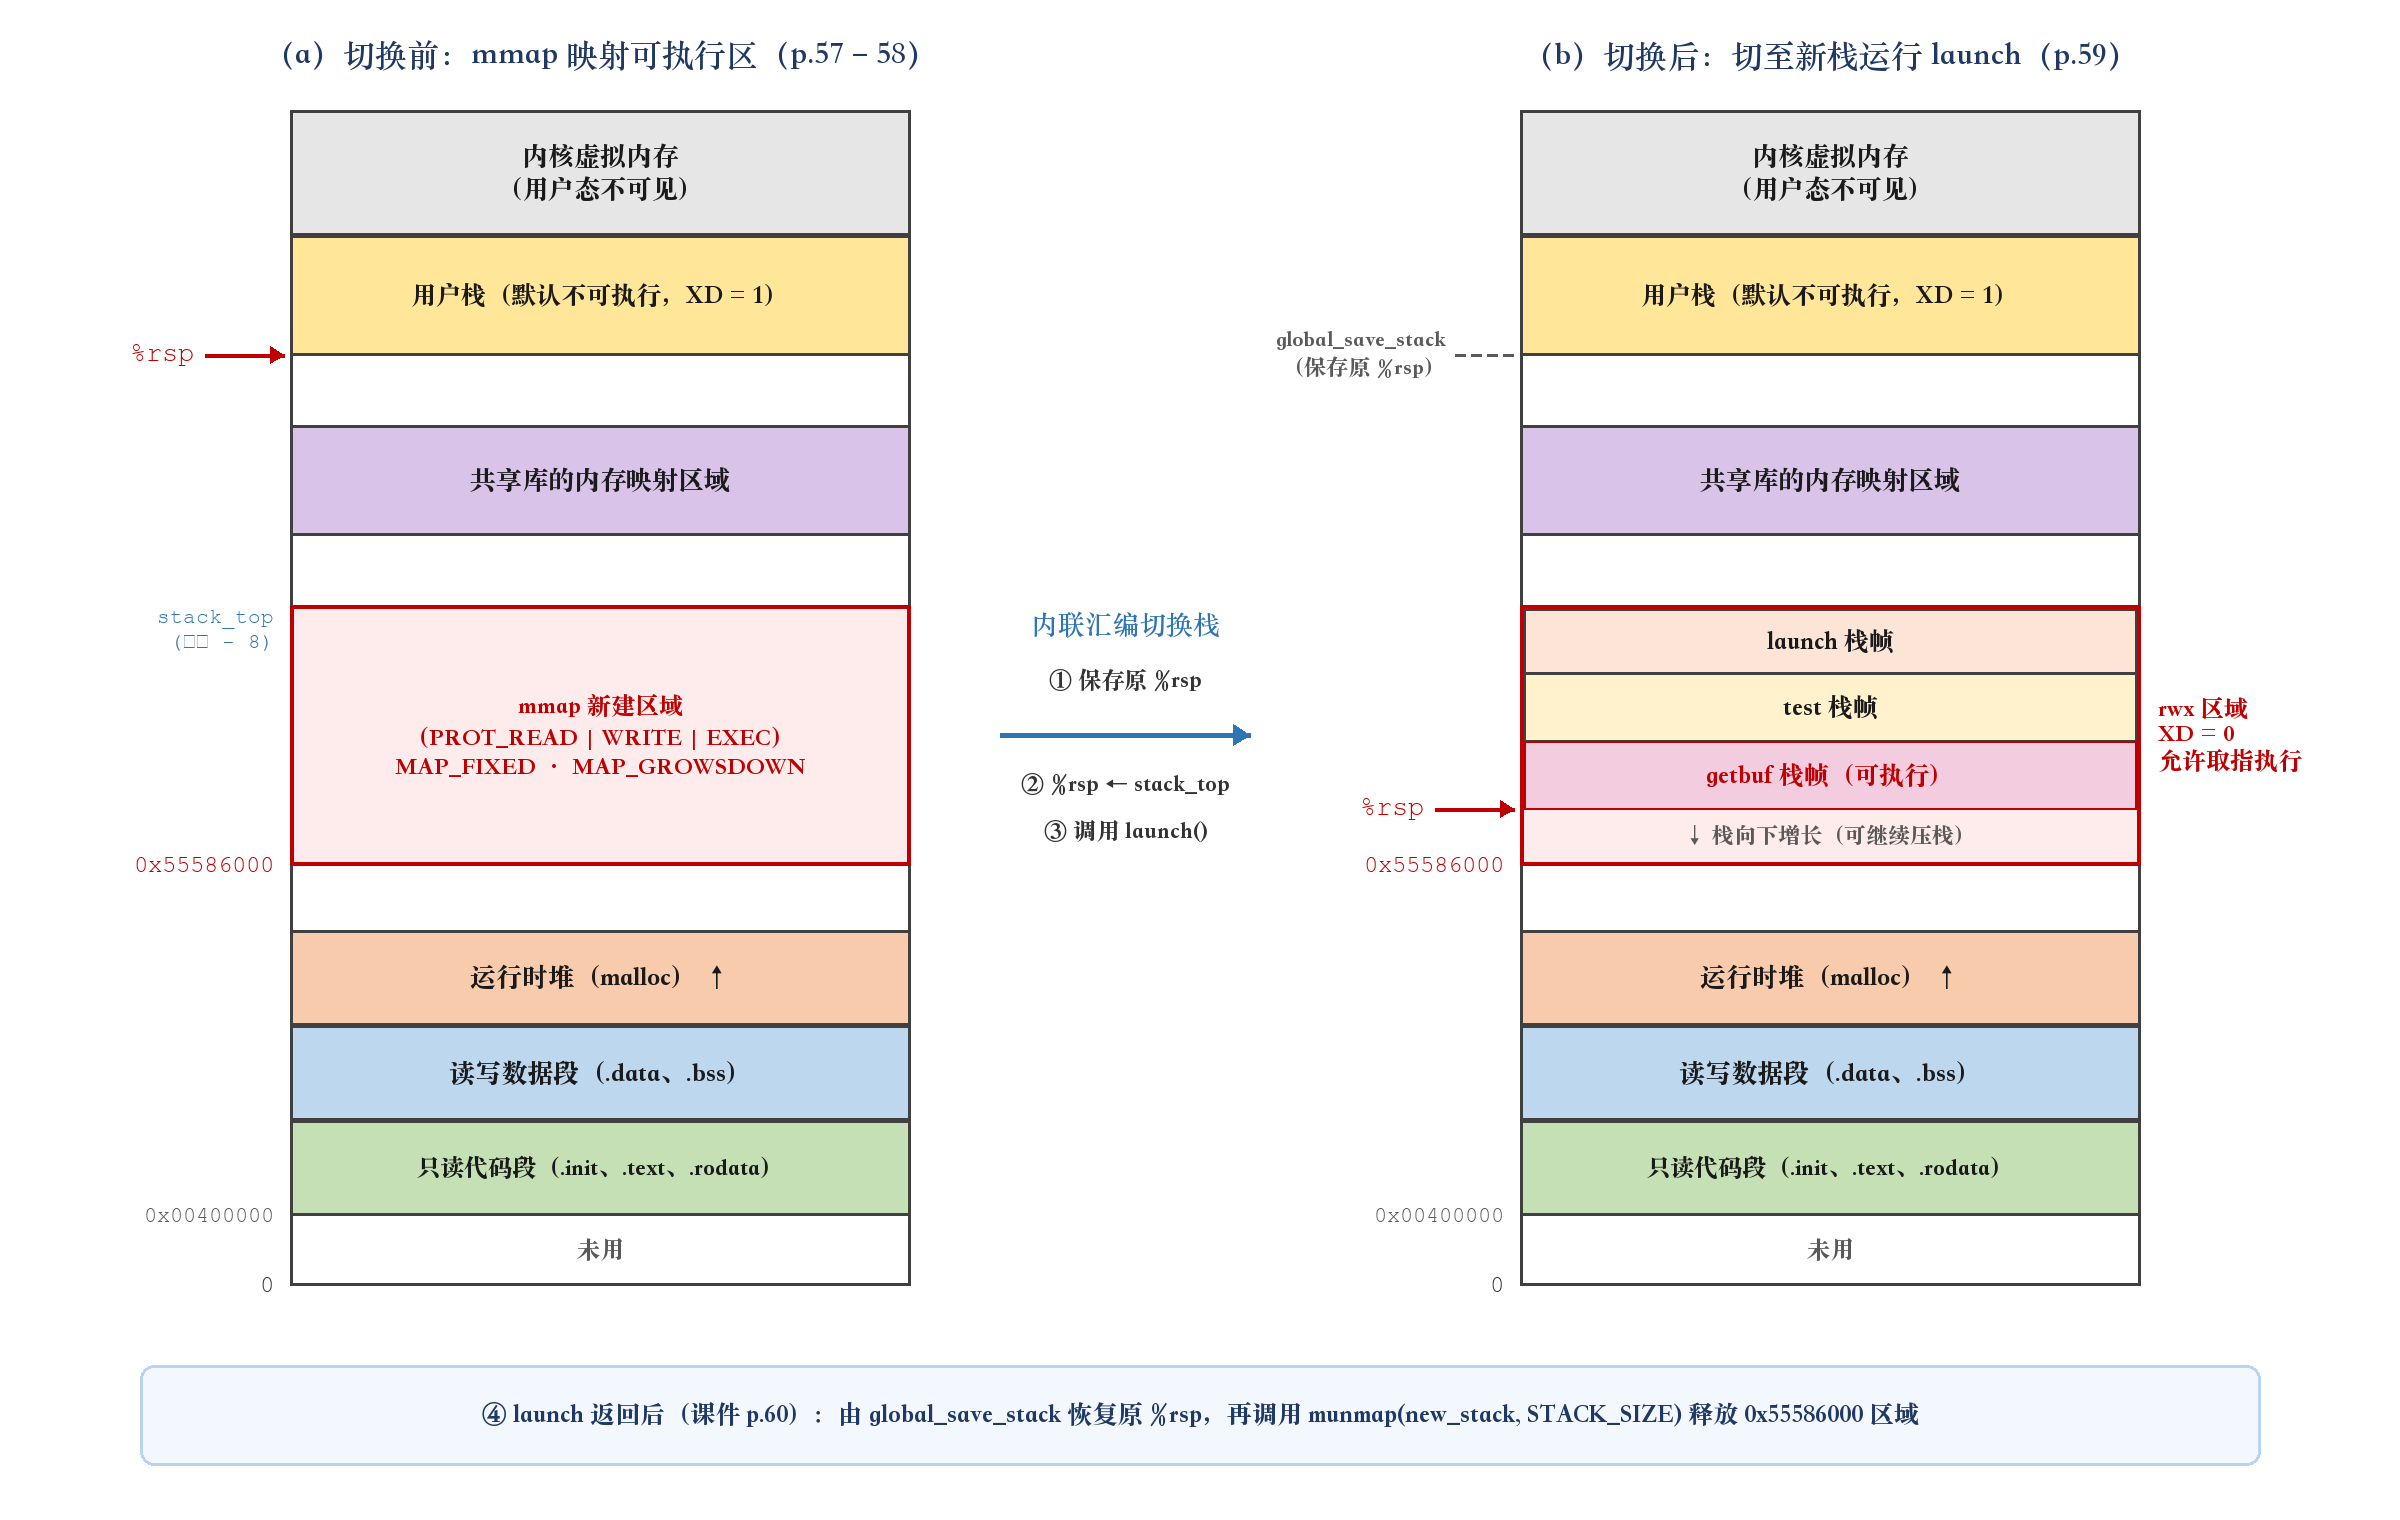 (a) 切换前：mmap 映射可执行区（p.57 – 58）
内核虚拟内存
（用户态不可见）
用户栈（默认不可执行，XD = 1）
%rsp
共享库的内存映射区域
stack_top
(□□ - 8)
mmap 新建区域
(PROT_READ | WRITE | EXEC)
MAP_FIXED · MAP_GROWSDOWN
0x55586000
运行时堆（malloc） ↑
读写数据段（.data、.bss）
只读代码段（.init、.text、.rodata）
0x00400000
未用
0
内联汇编切换栈
① 保存原 %rsp
② %rsp ← stack_top
③ 调用 launch()
(b) 切换后：切至新栈运行 launch（p.59）
内核虚拟内存
（用户态不可见）
用户栈（默认不可执行，XD = 1）
global_save_stack
（保存原 %rsp）
共享库的内存映射区域
launch 栈帧
test 栈帧
getbuf 栈帧（可执行）
%rsp
↓ 栈向下增长（可继续压栈）
0x55586000
rwx 区域
XD = 0
允许取指执行
运行时堆（malloc） ↑
读写数据段（.data、.bss）
只读代码段（.init、.text、.rodata）
0x00400000
未用
0
④ launch 返回后（课件 p.60）：由 global_save_stack 恢复原 %rsp，再调用 munmap(new_stack, STACK_SIZE) 释放 0x55586000 区域